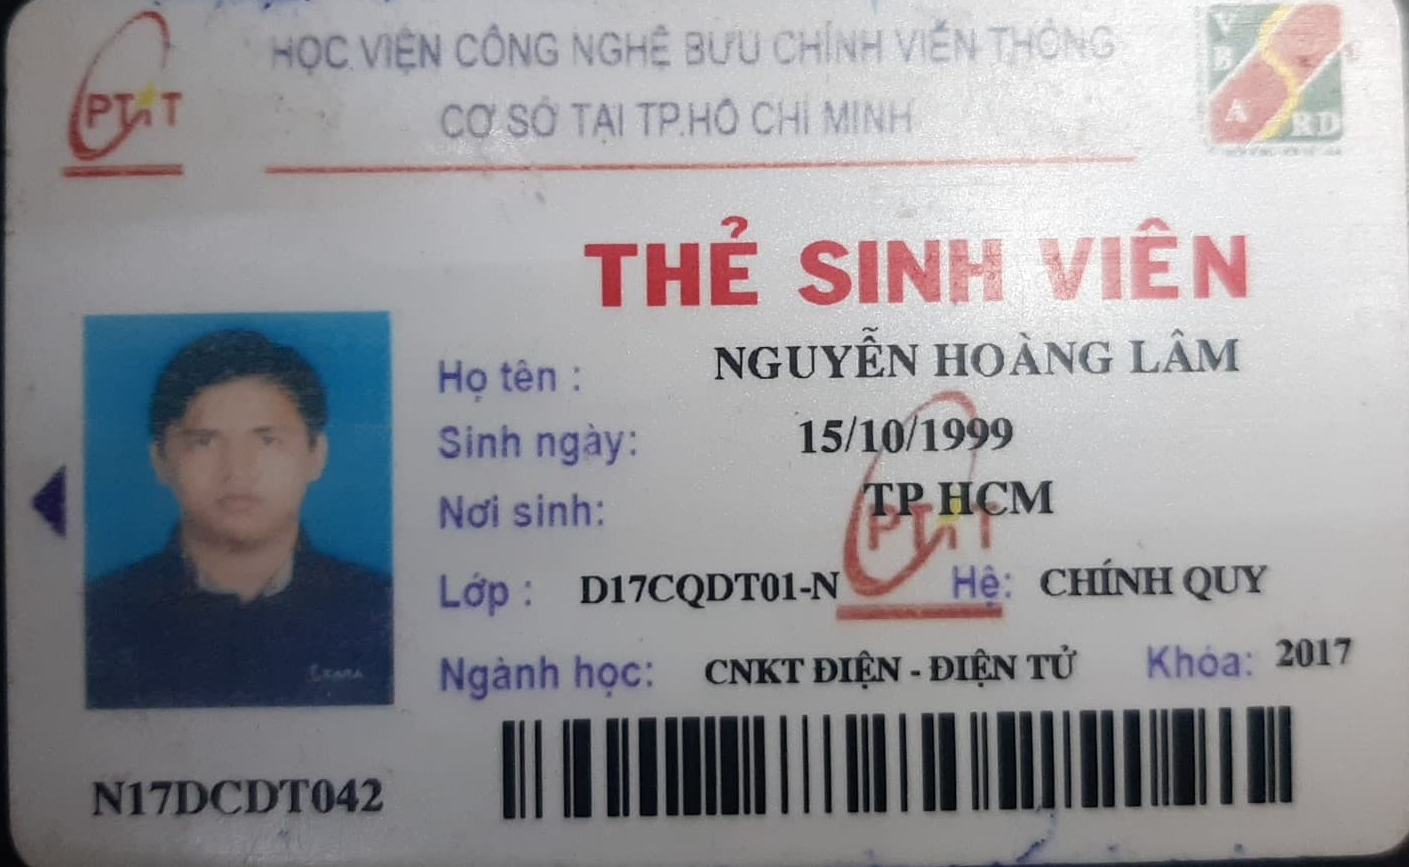 PTiT
HỌC VIỆN CÔNG NGHỆ BƯU CHÍNH VIỄN THÔNG
CƠ SỞ TẠI TP.HỒ CHÍ MINH
VBARD
THẺ SINH VIÊN
Họ tên : NGUYỄN HOÀNG LÂM
Sinh ngày: 15/10/1999
Nơi sinh: TP HCM
PTiT
Lớp : D17CQDT01-N Hệ: CHÍNH QUY
Ngành học: CNKT ĐIỆN - ĐIỆN TỬ Khóa: 2017
N17DCDT042